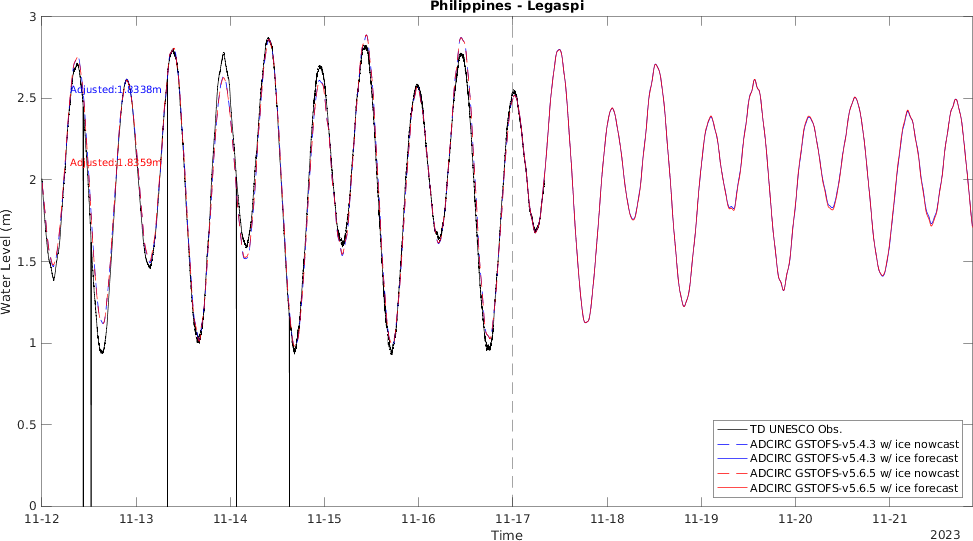 Philippines - Legaspi
3
2.5
2
1.5
1
0.5
0
Water Level (m)
Adjusted:1.8338m
Adjusted:1.8359m
TD UNESCO Obs.
ADCIRC GSTOFS-v5.4.3 w/ ice nowcast
ADCIRC GSTOFS-v5.4.3 w/ ice forecast
ADCIRC GSTOFS-v5.6.5 w/ ice nowcast
ADCIRC GSTOFS-v5.6.5 w/ ice forecast
11-12 11-13 11-14 11-15 11-16 11-17 11-18 11-19 11-20 11-21
Time
2023